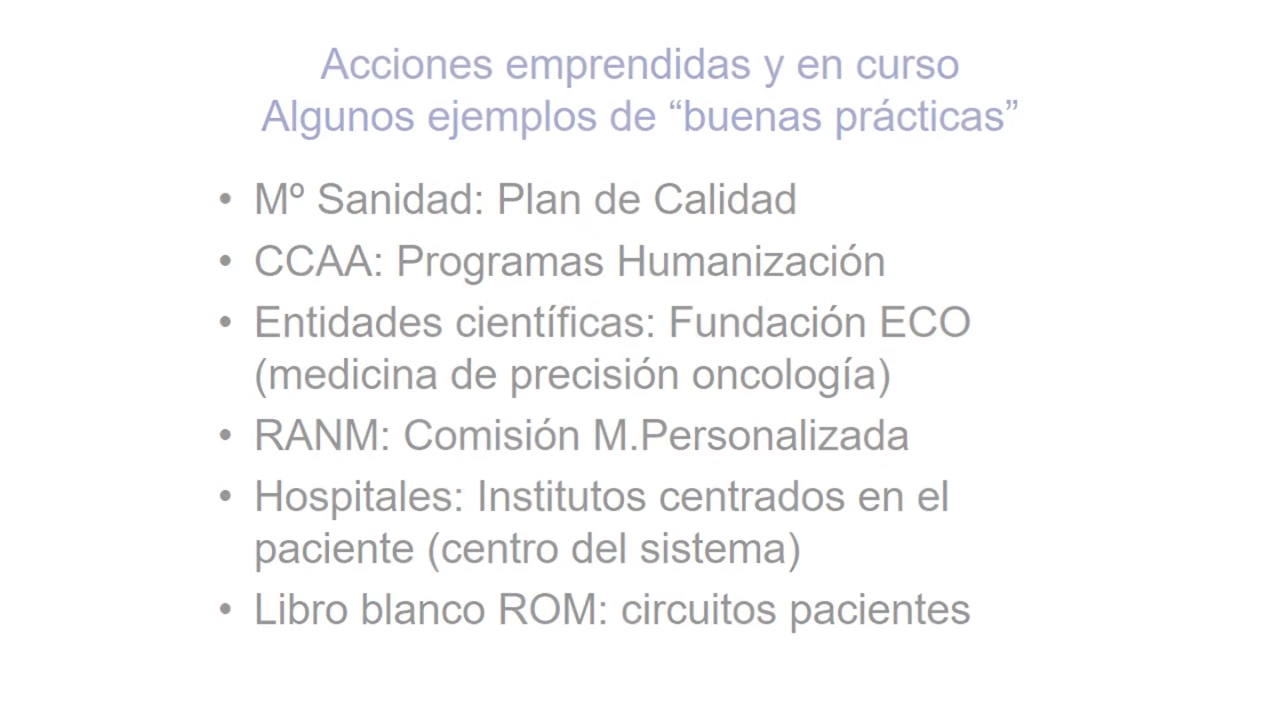 Acciones emprendidas y en curso
Algunos ejemplos de “buenas prácticas”
• Mº Sanidad: Plan de Calidad
• CCAA: Programas Humanización
• Entidades científicas: Fundación ECO
(medicina de precisión oncología)
• RANM: Comisión M.Personalizada
• Hospitales: Institutos centrados en el
paciente (centro del sistema)
• Libro blanco ROM: circuitos pacientes